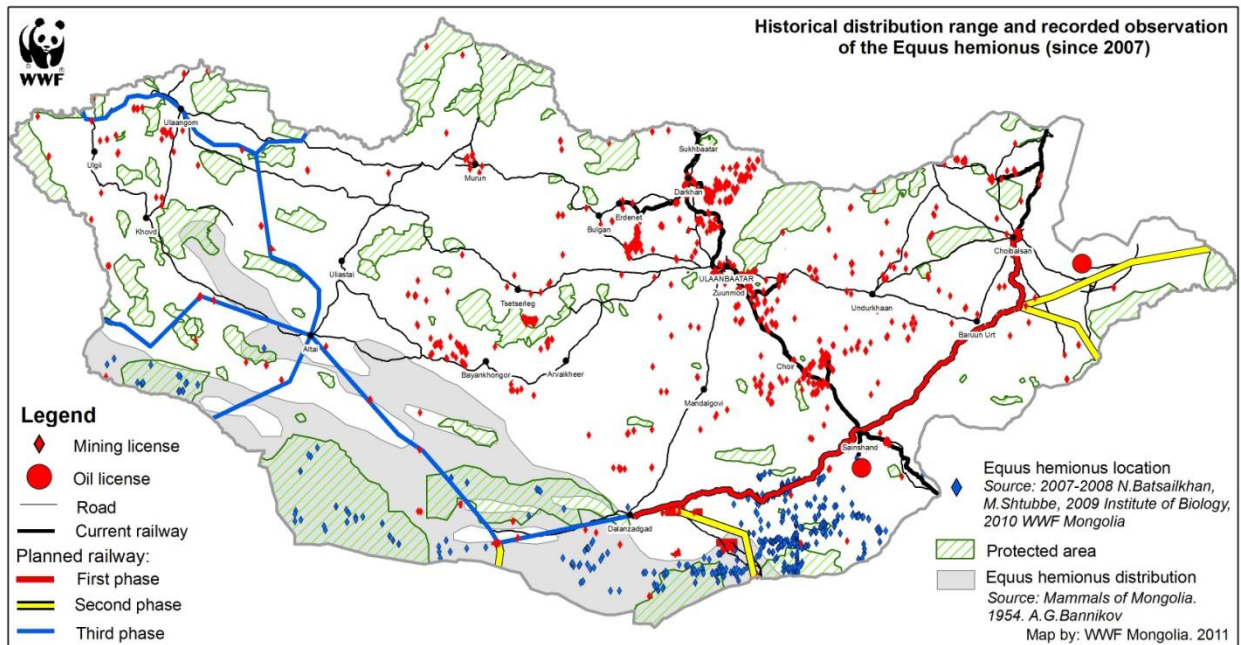 Historical distribution range and recorded observation
of the Equus hemionus (since 2007)
WWF
Ulaangom
Ulgii
Khovd
Murun
Sukhbaatar
Darkhan
Erdenet
Bulgan
Uliastai
Tsetserleg
ULAANBAATAR
Zuunmod
Undurkhaan
Choibalsan
Baruun Urt
Altai
Bayankhongor
Arvaikheer
Choir
Mandalgovi
Sainshand
Dalanzadgad
Legend
Mining license
Oil license
Road
Current railway
Planned railway:
First phase
Second phase
Third phase
Equus hemionus location
Source: 2007-2008 N.Batsailkhan,
M.Shtubbe, 2009 Institute of Biology,
2010 WWF Mongolia
Protected area
Equus hemionus distribution
Source: Mammals of Mongolia.
1954. A.G.Bannikov
Map by: WWF Mongolia. 2011